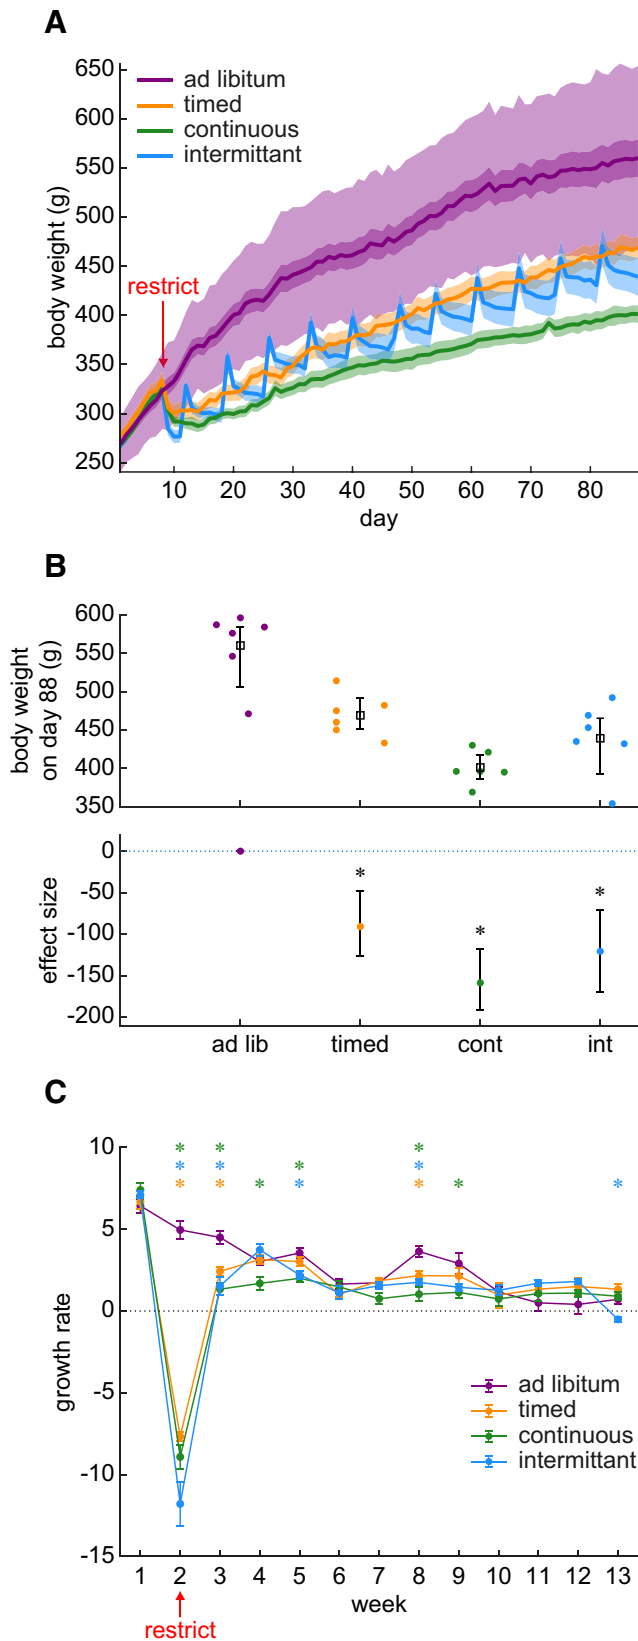 A
650
600
550
500
450
400
350
300
250
body weight (g)
ad libitum
timed
continuous
intermittant
restrict
10 20 30 40 50 60 70 80
day
B
600
550
500
450
400
350
body weight
on day 88 (g)
0
-50
-100
-150
-200
effect size
* * *
ad lib timed cont int
C
10
5
0
-5
-10
-15
growth rate
* * * *
* * * * *
* * * * * *
ad libitum
timed
continuous
intermittant
1 2 3 4 5 6 7 8 9 10 11 12 13
week
restrict